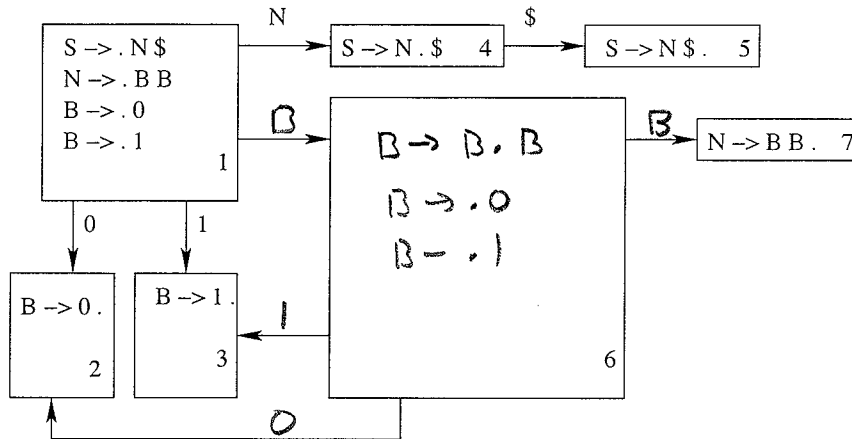 N
$
S −> . N $
N −> . B B
B −> . 0
B −> . 1
1
S −> N . $ 4
S −> N $ . 5
B
B → B . B
B → . 0
B - . 1
6
B
N −> B B . 7
0
1
B −> 0 .
2
B −> 1 .
3
1
0